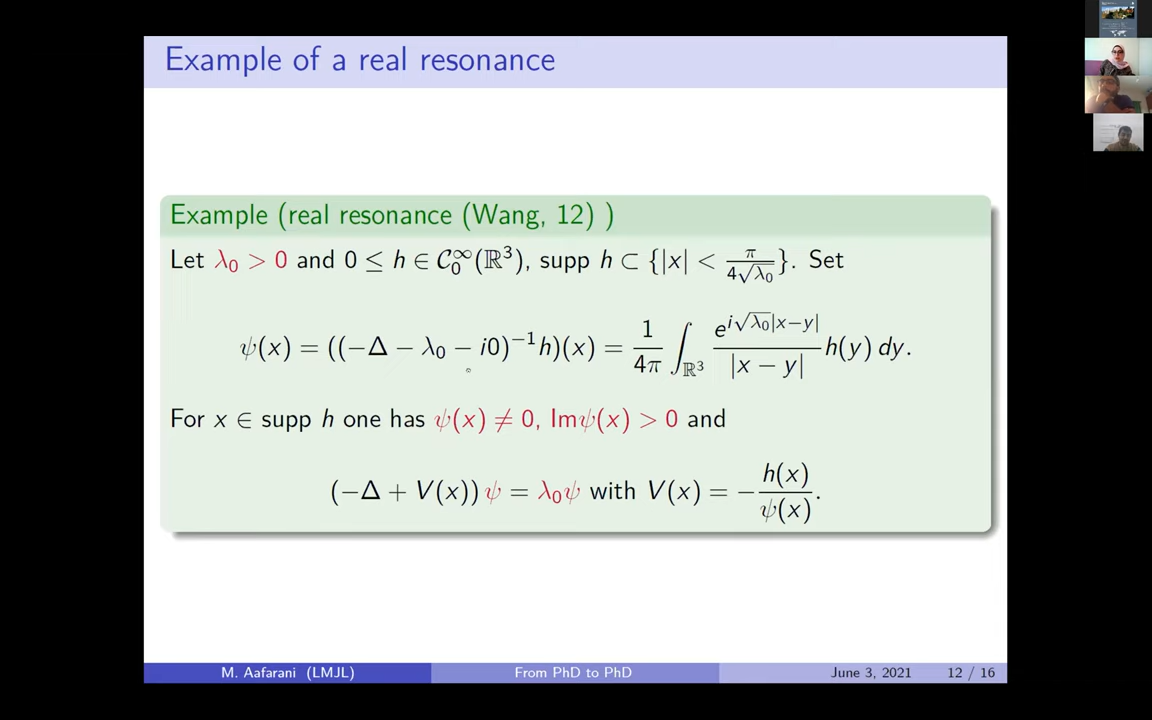 Example of a real resonance
Example (real resonance (Wang, 12) )
Let λ₀ > 0 and 0 ≤ h ∈ 𝒞₀^∞(ℝ³), supp h ⊂ {|x| < π/(4√λ₀)}. Set
ψ(x) = ((−Δ − λ₀ − i0)⁻¹h)(x) = 1/(4π) ∫_ℝ³ e^{i√λ₀|x−y|}/|x − y| h(y) dy.
For x ∈ supp h one has ψ(x) ≠ 0, Imψ(x) > 0 and
(−Δ + V(x)) ψ = λ₀ψ with V(x) = − h(x)/ψ(x).
M. Aafarani (LMJL) From PhD to PhD June 3, 2021 12 / 16